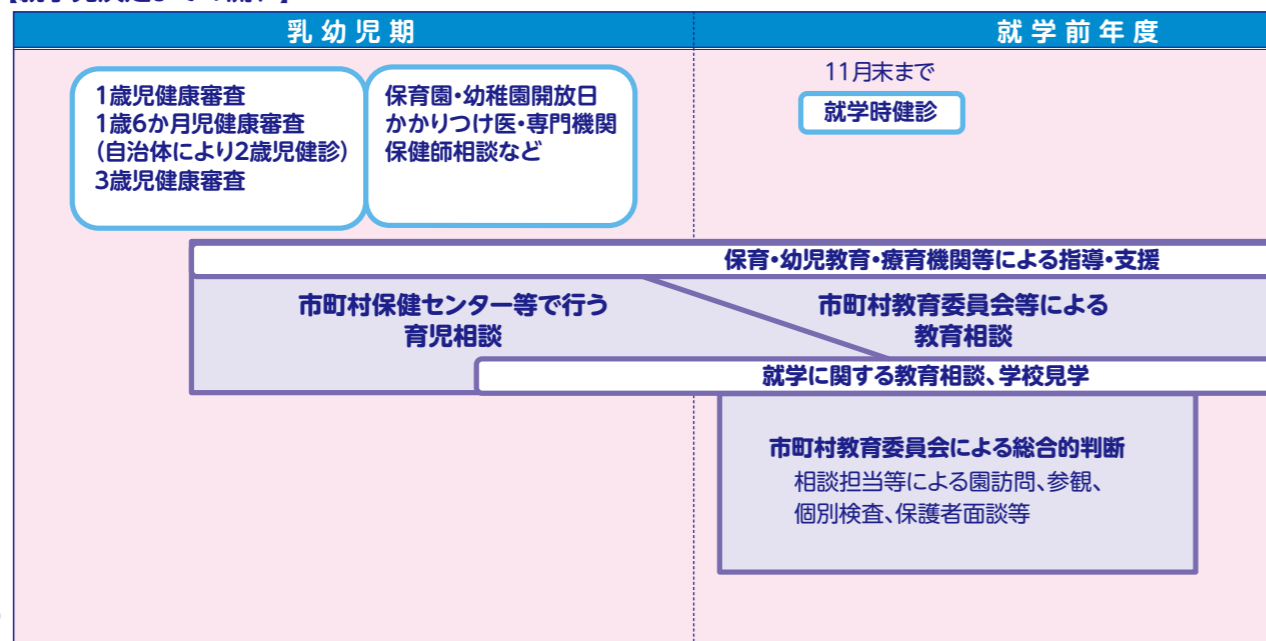 乳幼児期
就学前年度
1歳児健康審査
1歳6か月児健康審査
(自治体により2歳児健診)
3歳児健康審査
保育園・幼稚園開放日
かかりつけ医・専門機関
保健師相談など
11月末まで
就学時健診
保育・幼児教育・療育機関等による指導・支援
市町村保健センター等で行う
育児相談
市町村教育委員会等による
教育相談
就学に関する教育相談、学校見学
市町村教育委員会による総合的判断
相談担当等による園訪問、参観、
個別検査、保護者面談等